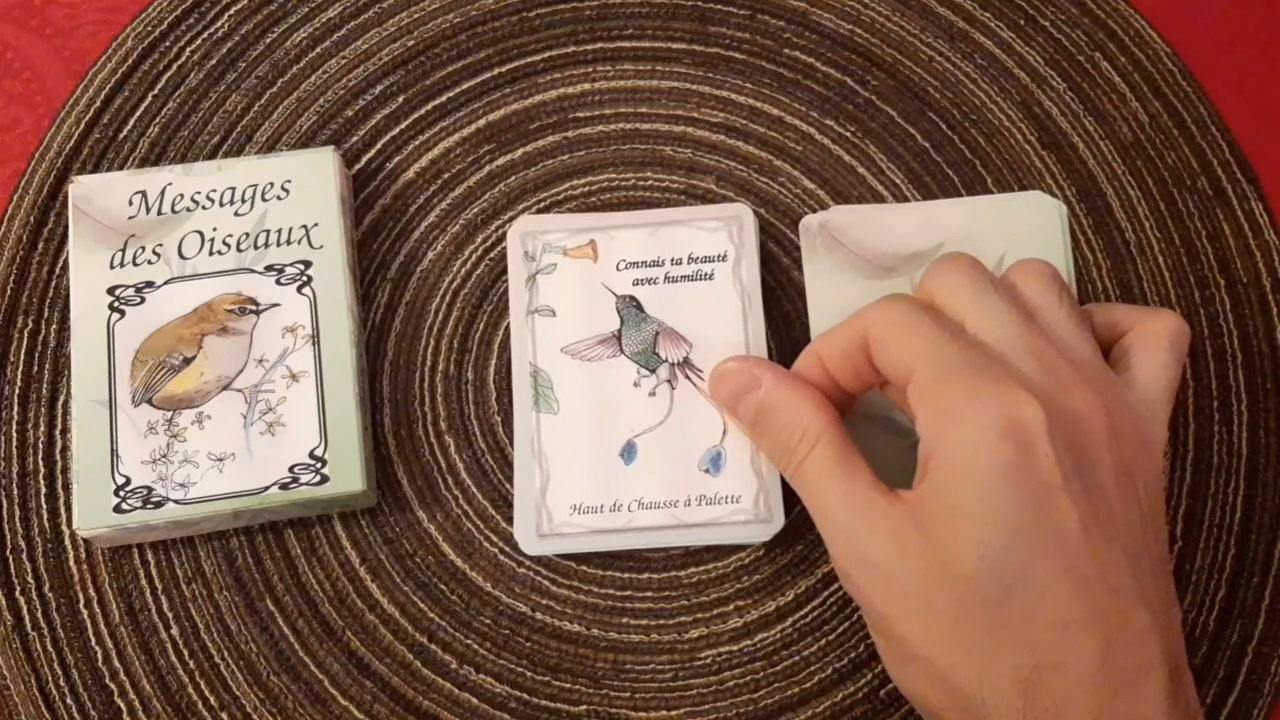 Messages
des Oiseaux
Connais ta beauté
avec humilité
Haut de Chausse à Palette